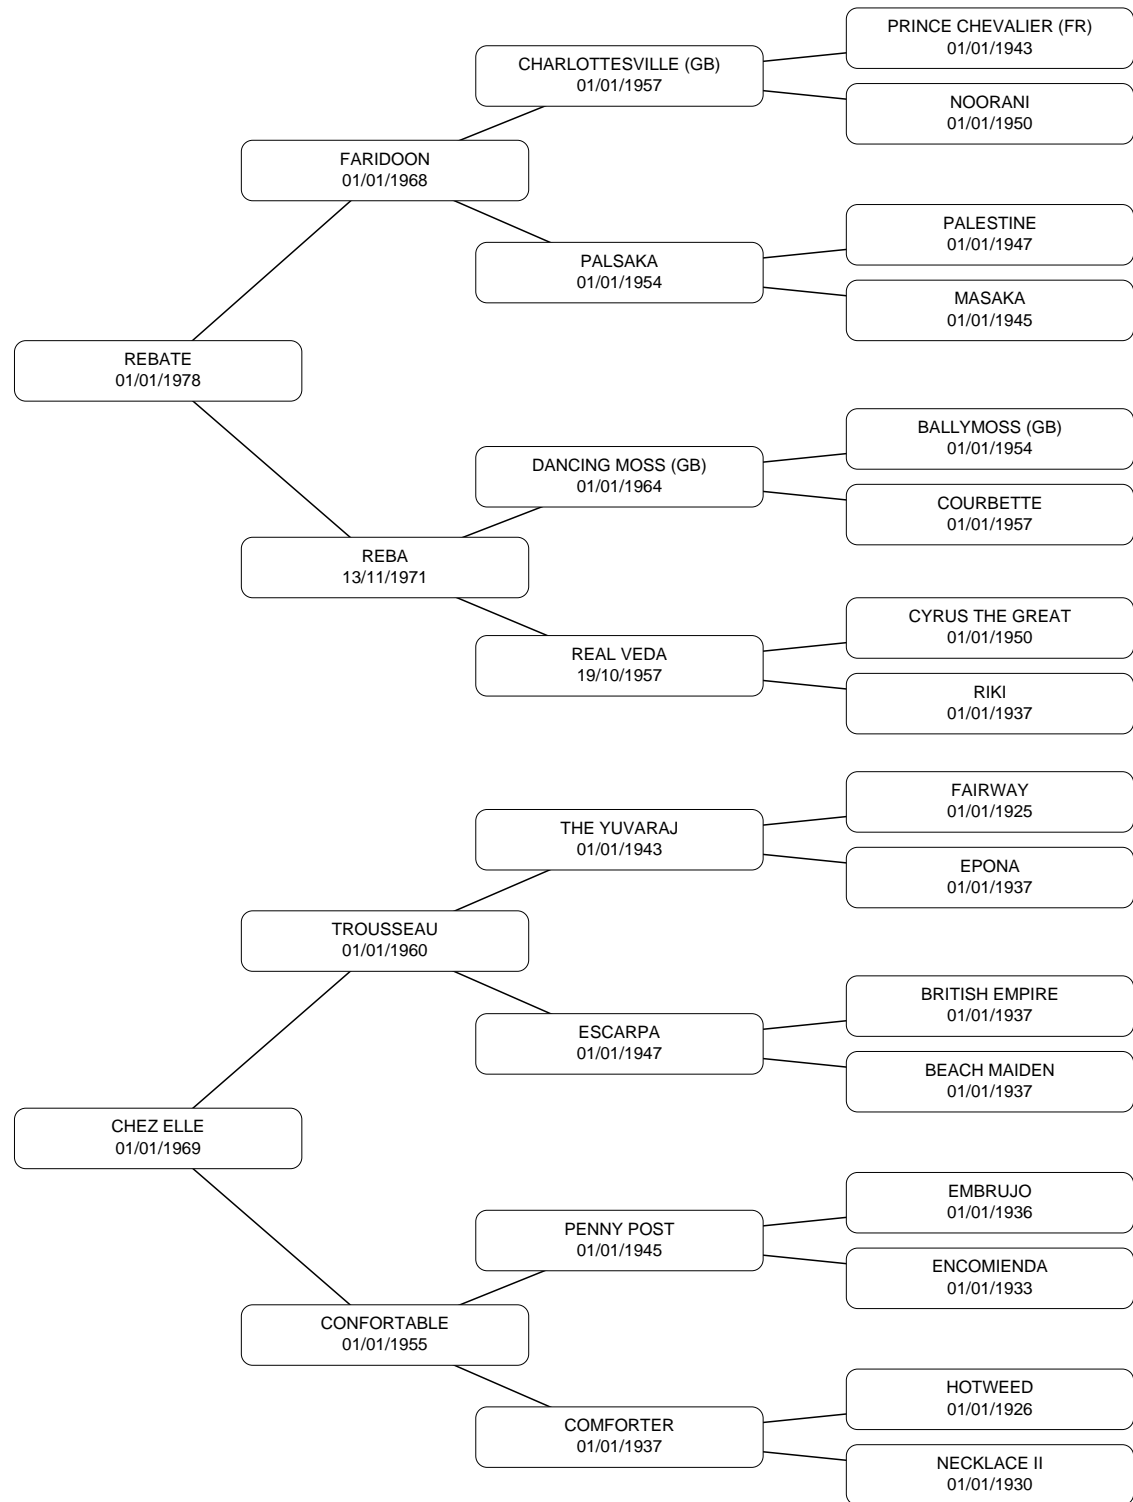 PRINCE CHEVALIER (FR)
01/01/1943
CHARLOTTESVILLE (GB)
01/01/1957
NOORANI
01/01/1950
FARIDOON
01/01/1968
PALESTINE
01/01/1947
PALSAKA
01/01/1954
MASAKA
01/01/1945
REBATE
01/01/1978
BALLYMOSS (GB)
01/01/1954
DANCING MOSS (GB)
01/01/1964
COURBETTE
01/01/1957
REBA
13/11/1971
CYRUS THE GREAT
01/01/1950
REAL VEDA
19/10/1957
RIKI
01/01/1937
FAIRWAY
01/01/1925
THE YUVARAJ
01/01/1943
EPONA
01/01/1937
TROUSSEAU
01/01/1960
BRITISH EMPIRE
01/01/1937
ESCARPA
01/01/1947
BEACH MAIDEN
01/01/1937
CHEZ ELLE
01/01/1969
EMBRUJO
01/01/1936
PENNY POST
01/01/1945
ENCOMIENDA
01/01/1933
CONFORTABLE
01/01/1955
HOTWEED
01/01/1926
COMFORTER
01/01/1937
NECKLACE II
01/01/1930